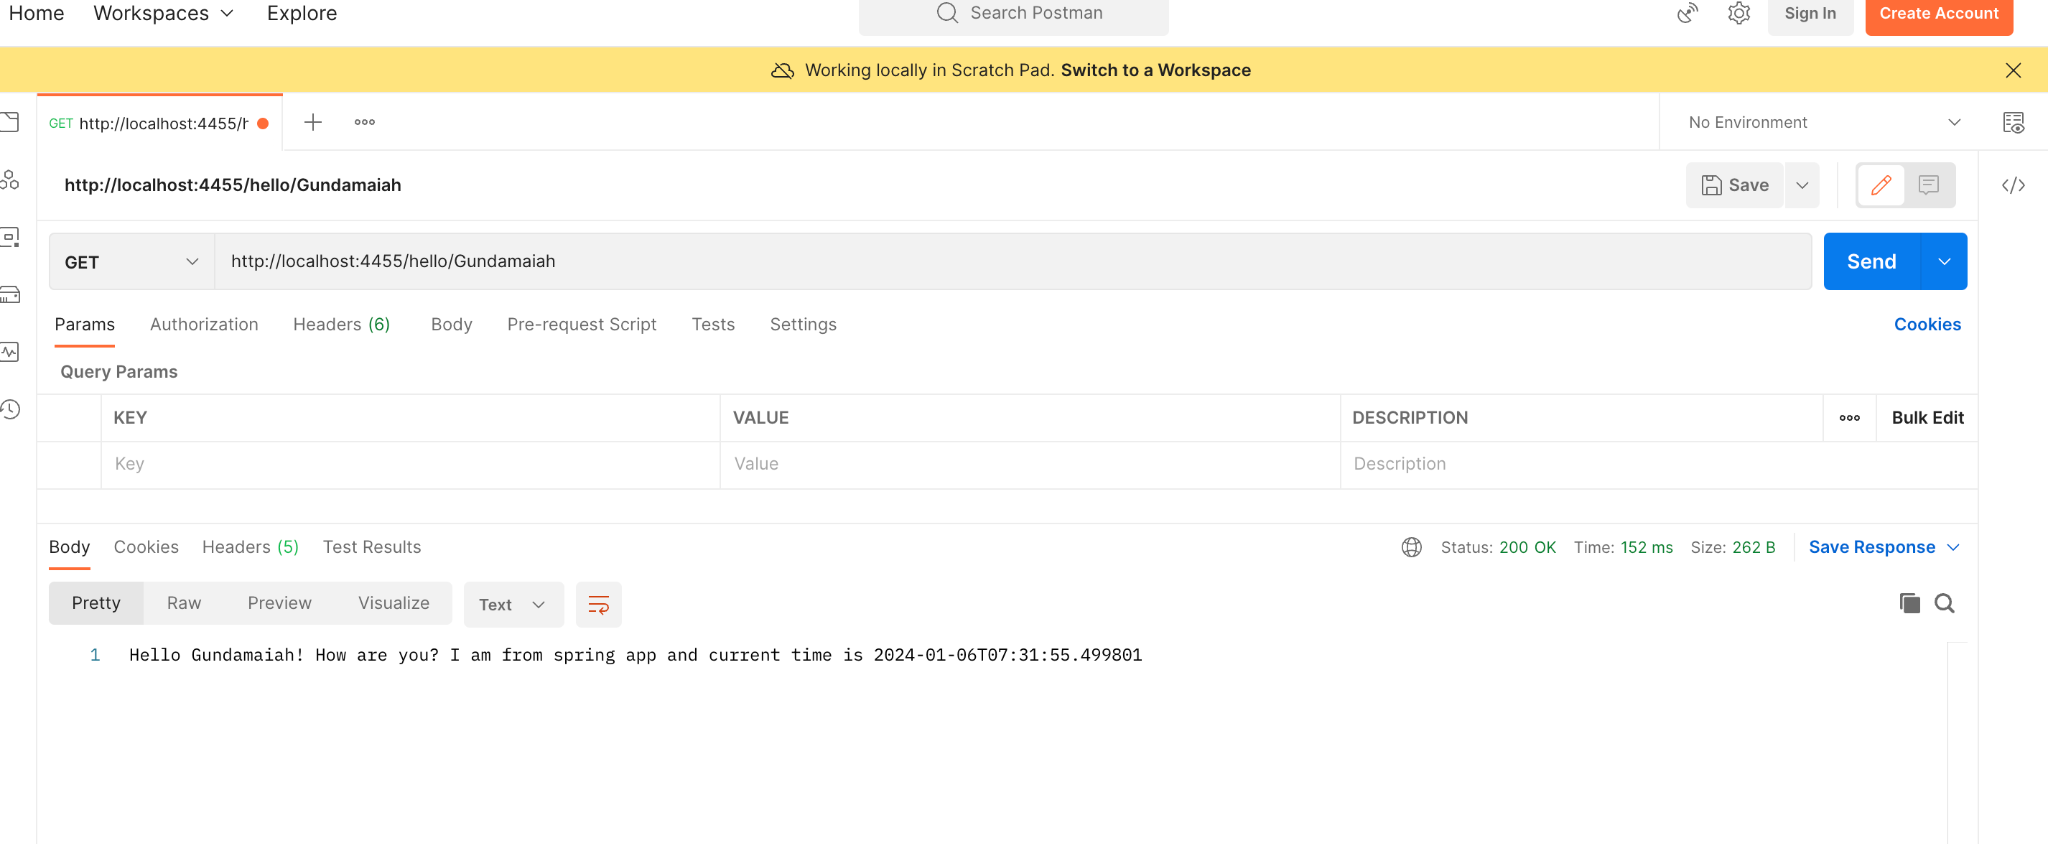 Home Workspaces Explore Search Postman Sign In Create Account
Working locally in Scratch Pad. Switch to a Workspace
GET http://localhost:4455/h No Environment
http://localhost:4455/hello/Gundamaiah Save
GET http://localhost:4455/hello/Gundamaiah Send
Params Authorization Headers (6) Body Pre-request Script Tests Settings Cookies
Query Params
KEY VALUE DESCRIPTION Bulk Edit
Key Value Description
Body Cookies Headers (5) Test Results Status: 200 OK Time: 152 ms Size: 262 B Save Response
Pretty Raw Preview Visualize Text
1 Hello Gundamaiah! How are you? I am from spring app and current time is 2024-01-06T07:31:55.499801